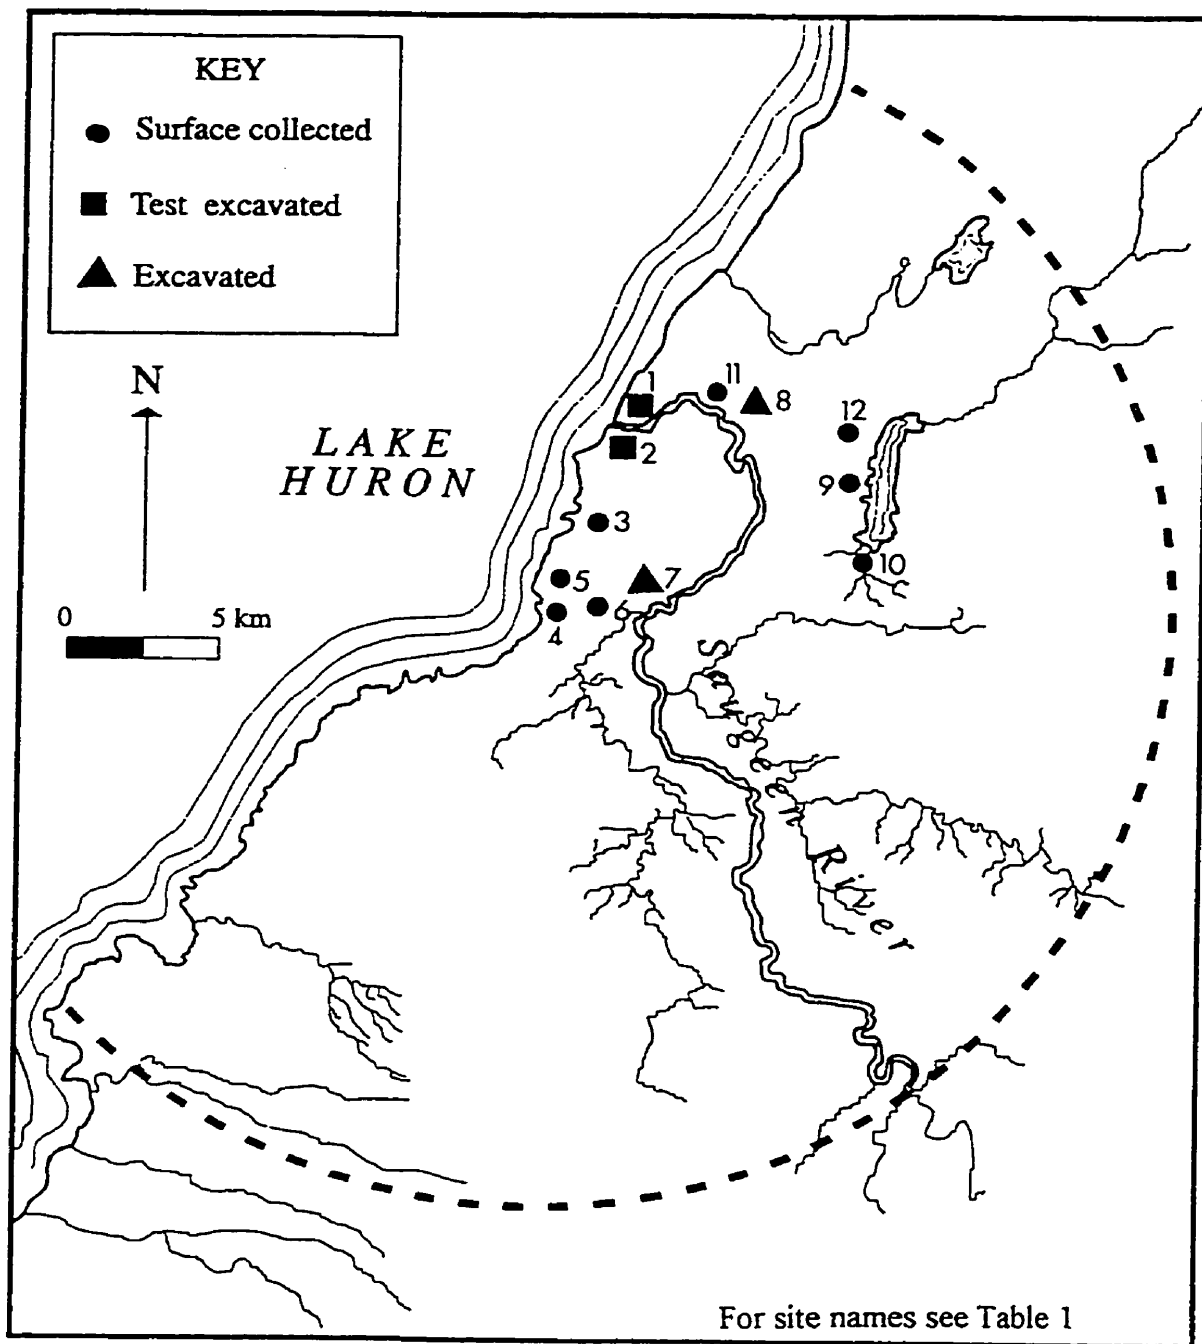 KEY
Surface collected
Test excavated
Excavated
N
LAKE
HURON
0 5 km
1
11
8
2
12
9
3
10
5
7
6
4
Saugeen River
For site names see Table 1